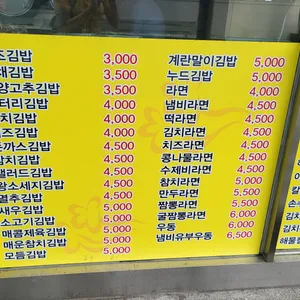 조김밥 3,000
채김밥 3,500
양고추김밥 3,500
터리김밥 4,000
치김밥 4,000
즈김밥 4,000
까스김밥 4,500
참치김밥 4,500
샐러드김밥 4,500
왕소세지김밥 4,500
멸추김밥 4,500
새우김밥 5,000
소고기김밥 5,000
매콤제육김밥 5,000
매운참치김밥 5,000
모듬김밥 5,000
계란말이김밥 5,000
누드김밥 5,000
라면 4,000
냄비라면 4,500
떡라면 4,500
김치라면 4,500
치즈라면 4,500
콩나물라면 4,500
수제비라면 4,500
참치라면 5,000
만두라면 5,000
짬뽕라면 5,000
굴짬뽕라면 6,000
우동 5,000
냄비유부우동 6,500